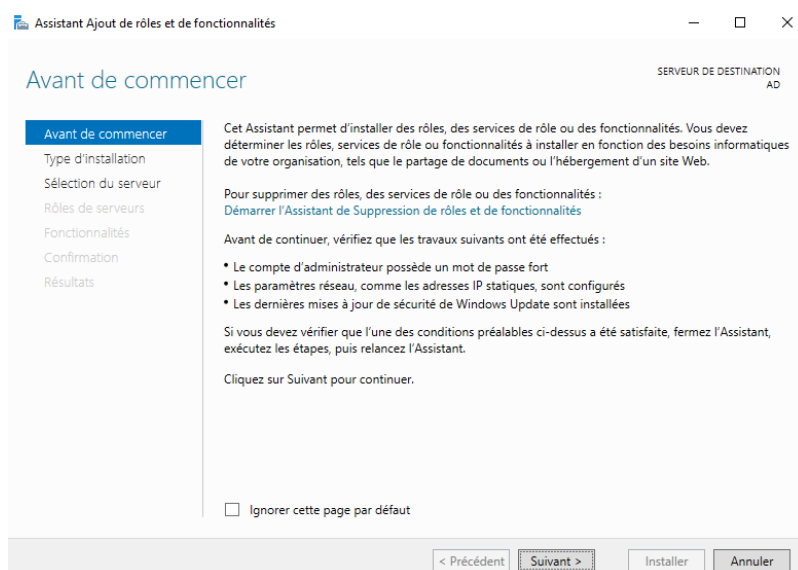 Assistant Ajout de rôles et de fonctionnalités
Avant de commencer
SERVEUR DE DESTINATION
AD
Avant de commencer
Type d'installation
Sélection du serveur
Rôles de serveurs
Fonctionnalités
Confirmation
Résultats
Cet Assistant permet d'installer des rôles, des services de rôle ou des fonctionnalités. Vous devez
déterminer les rôles, services de rôle ou fonctionnalités à installer en fonction des besoins informatiques
de votre organisation, tels que le partage de documents ou l'hébergement d'un site Web.
Pour supprimer des rôles, des services de rôle ou des fonctionnalités :
Démarrer l'Assistant de Suppression de rôles et de fonctionnalités
Avant de continuer, vérifiez que les travaux suivants ont été effectués :
• Le compte d'administrateur possède un mot de passe fort
• Les paramètres réseau, comme les adresses IP statiques, sont configurés
• Les dernières mises à jour de sécurité de Windows Update sont installées
Si vous devez vérifier que l'une des conditions préalables ci-dessus a été satisfaite, fermez l'Assistant,
exécutez les étapes, puis relancez l'Assistant.
Cliquez sur Suivant pour continuer.
Ignorer cette page par défaut
< Précédent
Suivant >
Installer
Annuler